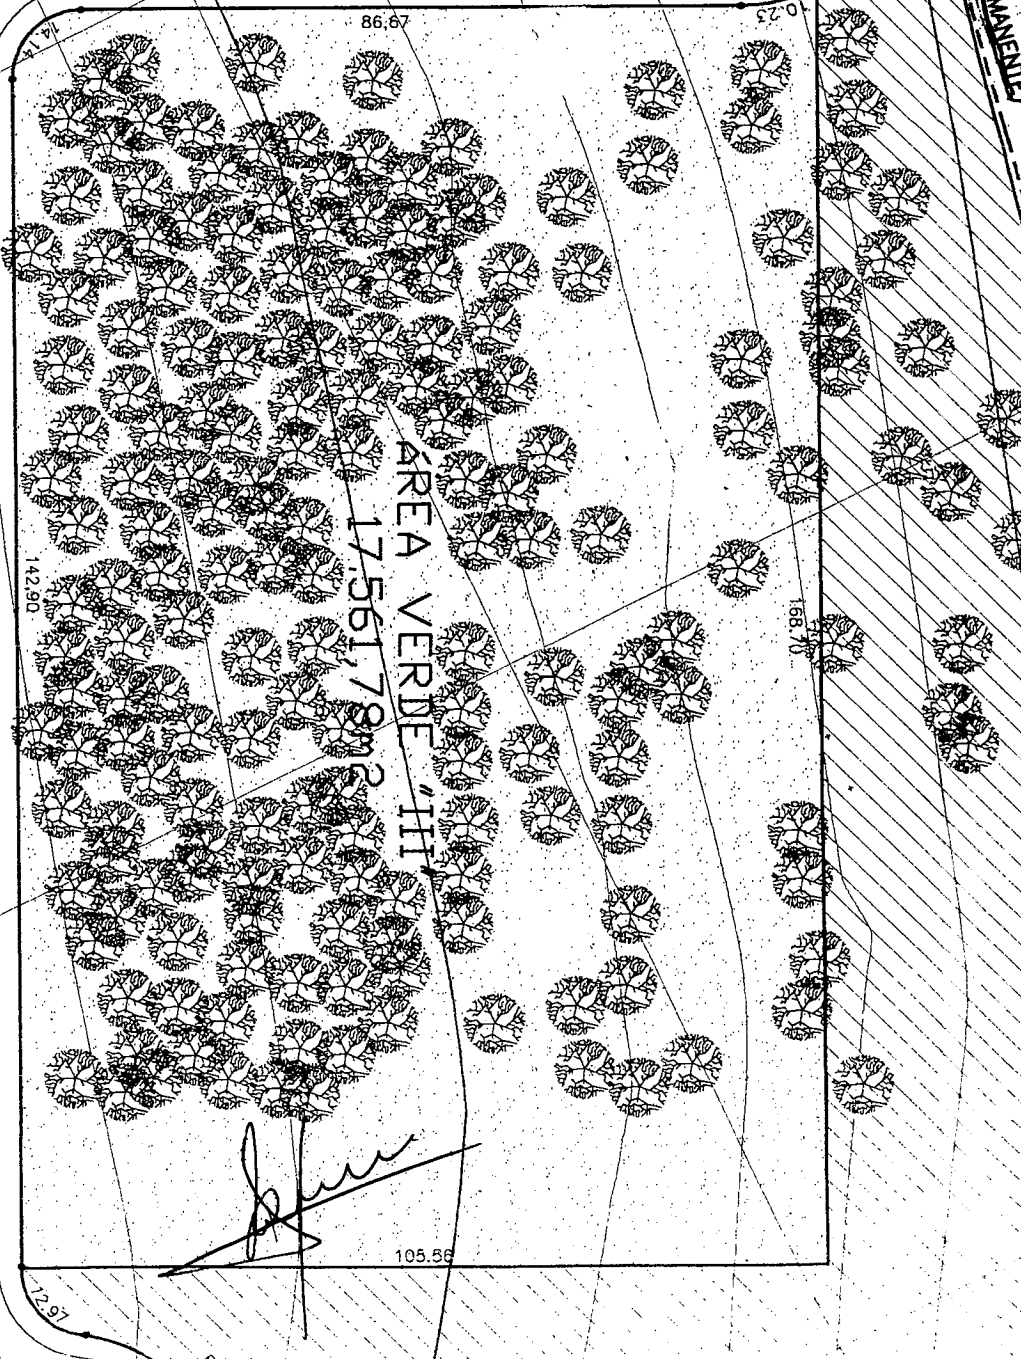 86,67
14.14
0.23
MANENTE
ÁREA VERDE "III"
17.561,78m2
142.90
168.70
105.56
12.97